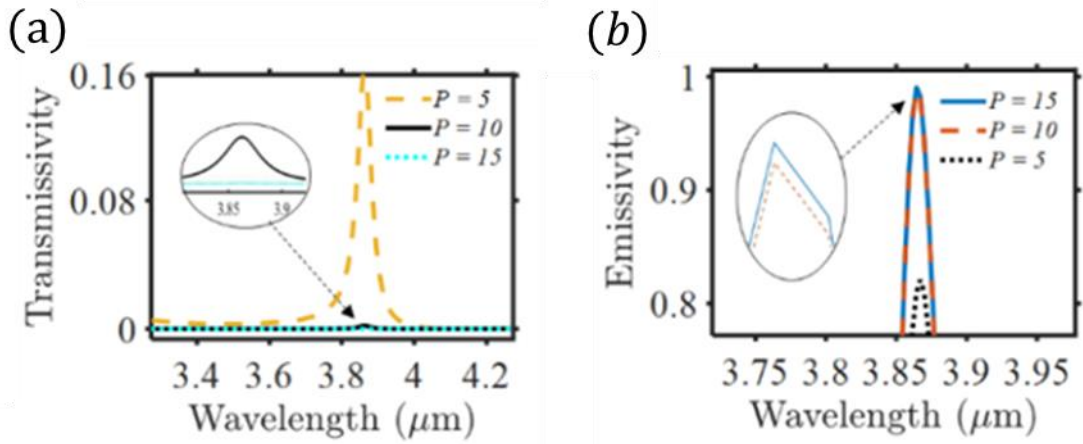 (a)
Transmissivity
0.16
0.08
0
P = 5
P = 10
P = 15
3.85 3.9
3.4 3.6 3.8 4 4.2
Wavelength (μm)
(b)
Emissivity
1
0.9
0.8
P = 15
P = 10
P = 5
3.75 3.8 3.85 3.9 3.95
Wavelength (μm)